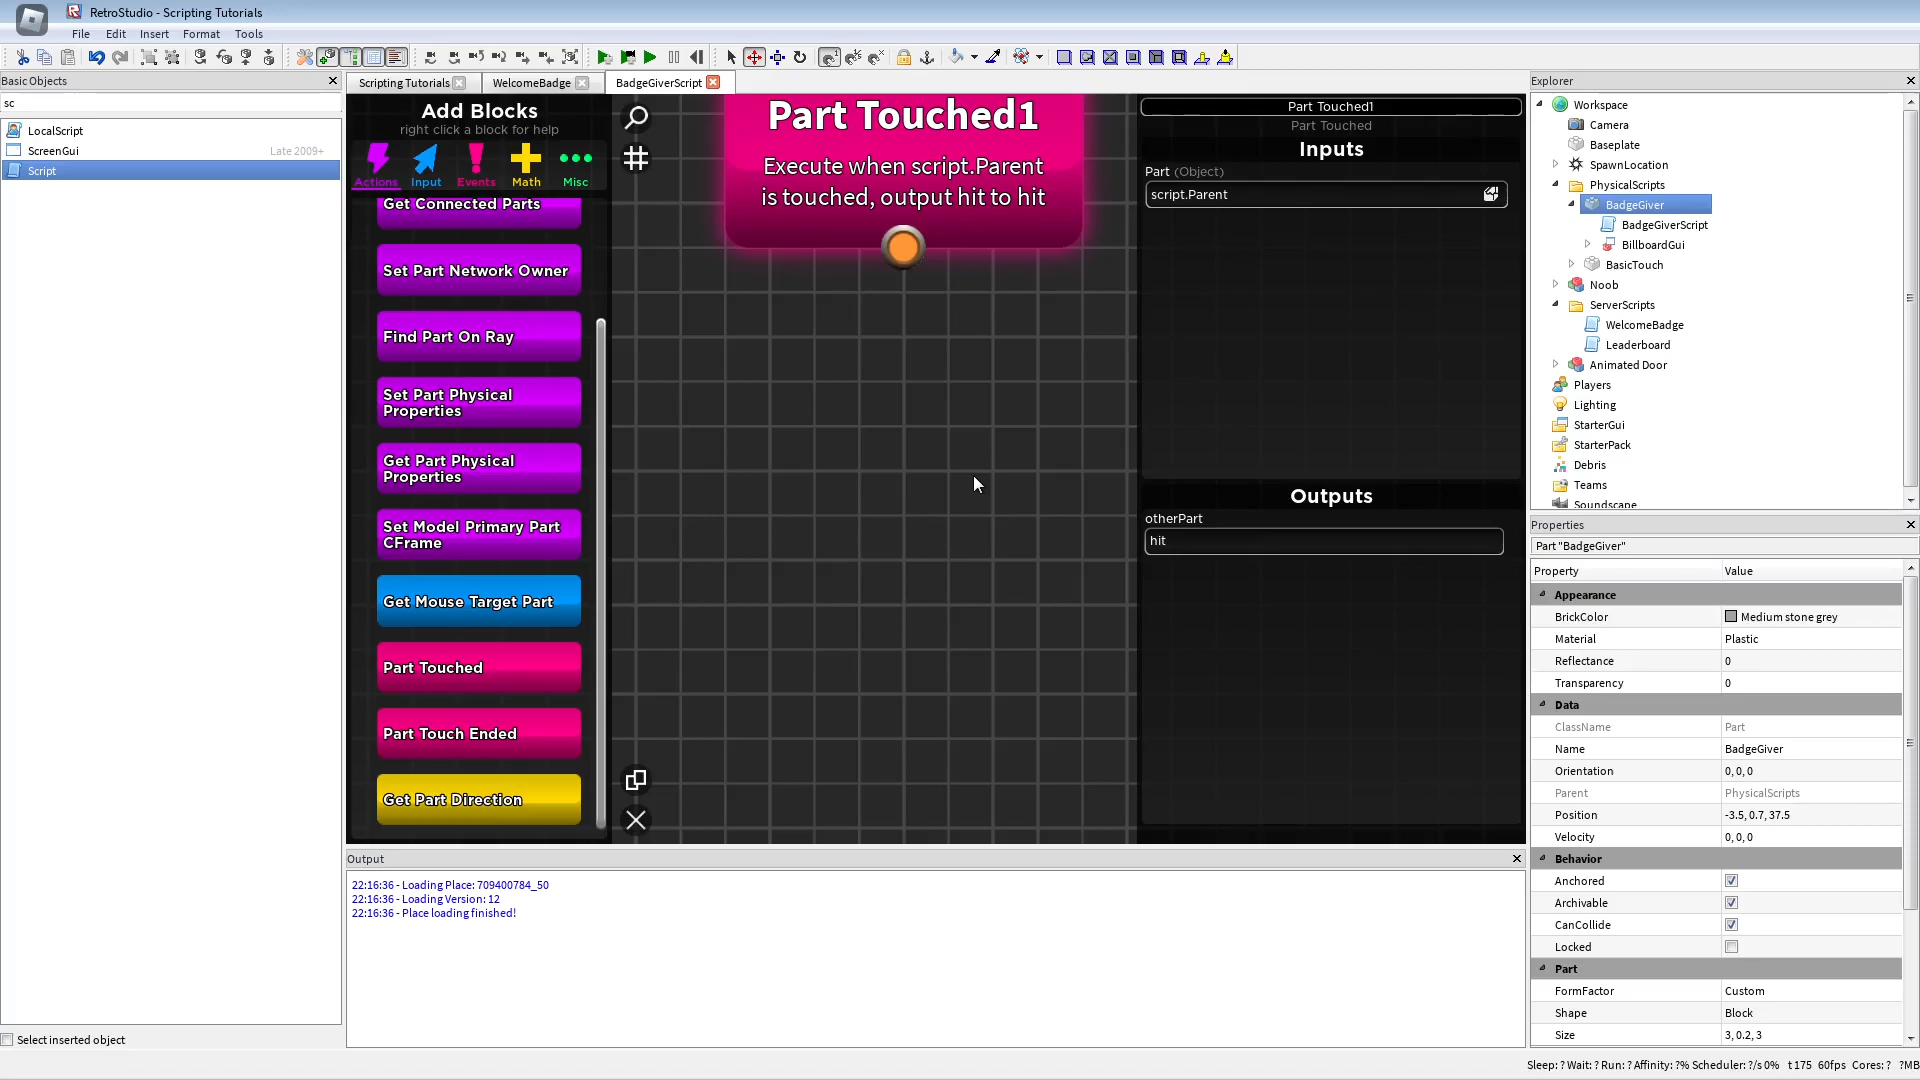 RetroStudio - Scripting Tutorials
File Edit Insert Format Tools
Basic Objects
sc
LocalScript
ScreenGui Late 2009+
Script
Select inserted object
Scripting Tutorials
WelcomeBadge
BadgeGiverScript
Add Blocks
right click a block for help
Actions Input Events Math Misc
Get Connected Parts
Set Part Network Owner
Find Part On Ray
Set Part Physical
Properties
Get Part Physical
Properties
Set Model Primary Part
CFrame
Get Mouse Target Part
Part Touched
Part Touch Ended
Get Part Direction
Part Touched1
Execute when script.Parent
is touched, output hit to hit
Part Touched1
Part Touched
Inputs
Part (Object)
script.Parent
Outputs
otherPart
hit
Output
22:16:36 - Loading Place: 709400784_50
22:16:36 - Loading Version: 12
22:16:36 - Place loading finished!
Explorer
Workspace
Camera
Baseplate
SpawnLocation
PhysicalScripts
BadgeGiver
BadgeGiverScript
BillboardGui
BasicTouch
Noob
ServerScripts
WelcomeBadge
Leaderboard
Animated Door
Players
Lighting
StarterGui
StarterPack
Debris
Teams
Soundscape
Properties
Part "BadgeGiver"
Property Value
Appearance
BrickColor Medium stone grey
Material Plastic
Reflectance 0
Transparency 0
Data
ClassName Part
Name BadgeGiver
Orientation 0, 0, 0
Parent PhysicalScripts
Position -3.5, 0.7, 37.5
Velocity 0, 0, 0
Behavior
Anchored
Archivable
CanCollide
Locked
Part
FormFactor Custom
Shape Block
Size 3, 0.2, 3
Sleep: ? Wait: ? Run: ? Affinity: ?% Scheduler: ?/s 0% t 175 60fps Cores: ? ?MB